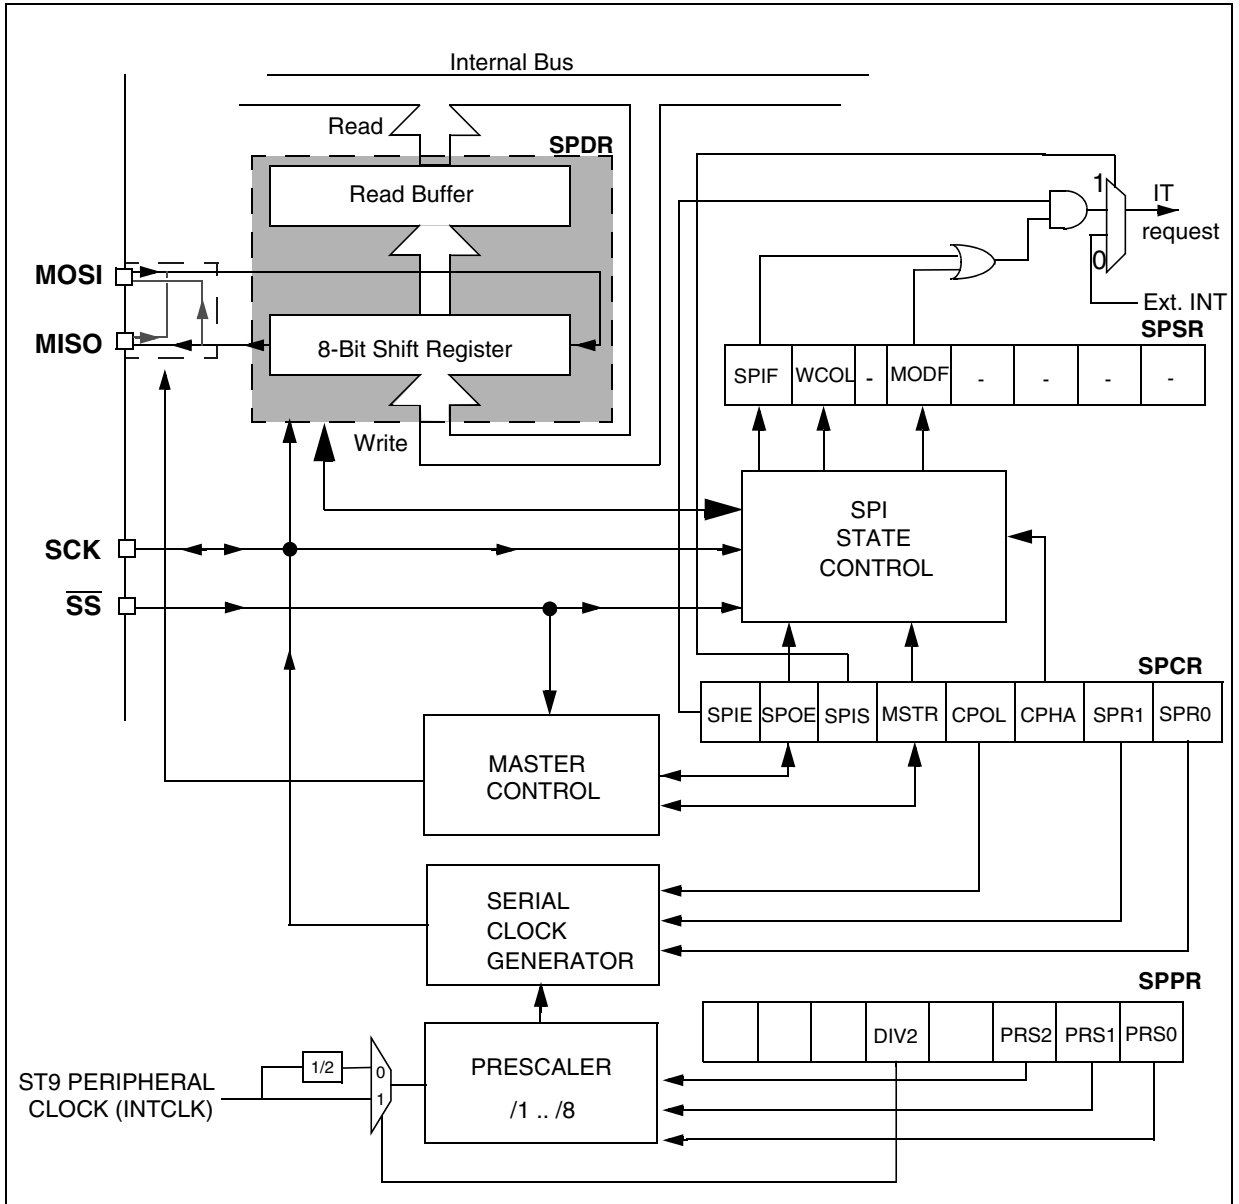 Internal Bus
Read
SPDR
Read Buffer
1
IT
request
0
MOSI
Ext. INT
SPSR
MISO
8-Bit Shift Register
SPIF WCOL - MODF - - - -
Write
SPI
STATE
CONTROL
SCK
SS
SPCR
SPIE SPOE SPIS MSTR CPOL CPHA SPR1 SPR0
MASTER
CONTROL
SERIAL
CLOCK
GENERATOR
SPPR
DIV2 PRS2 PRS1 PRS0
PRESCALER
/1 .. /8
1/2
0
1
ST9 PERIPHERAL
CLOCK (INTCLK)